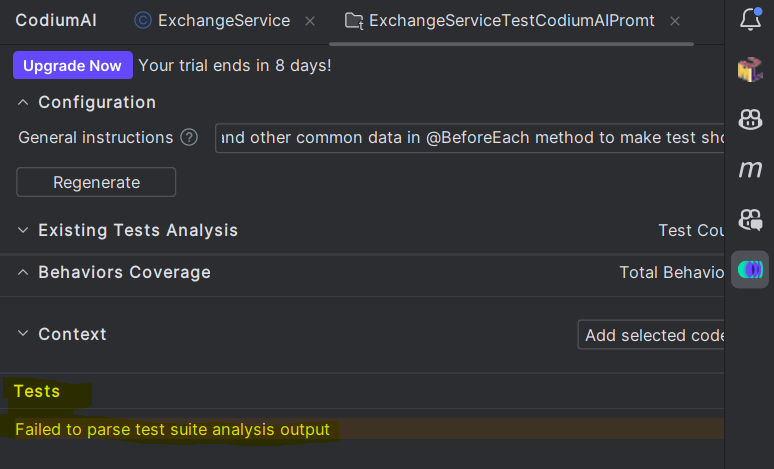 CodiumAI ExchangeService ExchangeServiceTestCodiumAIPromt
Upgrade Now Your trial ends in 8 days!
Configuration
General instructions and other common data in @BeforeEach method to make test sho
Regenerate
Existing Tests Analysis Test Cou
Behaviors Coverage Total Behavio
Context Add selected code
Tests
Failed to parse test suite analysis output